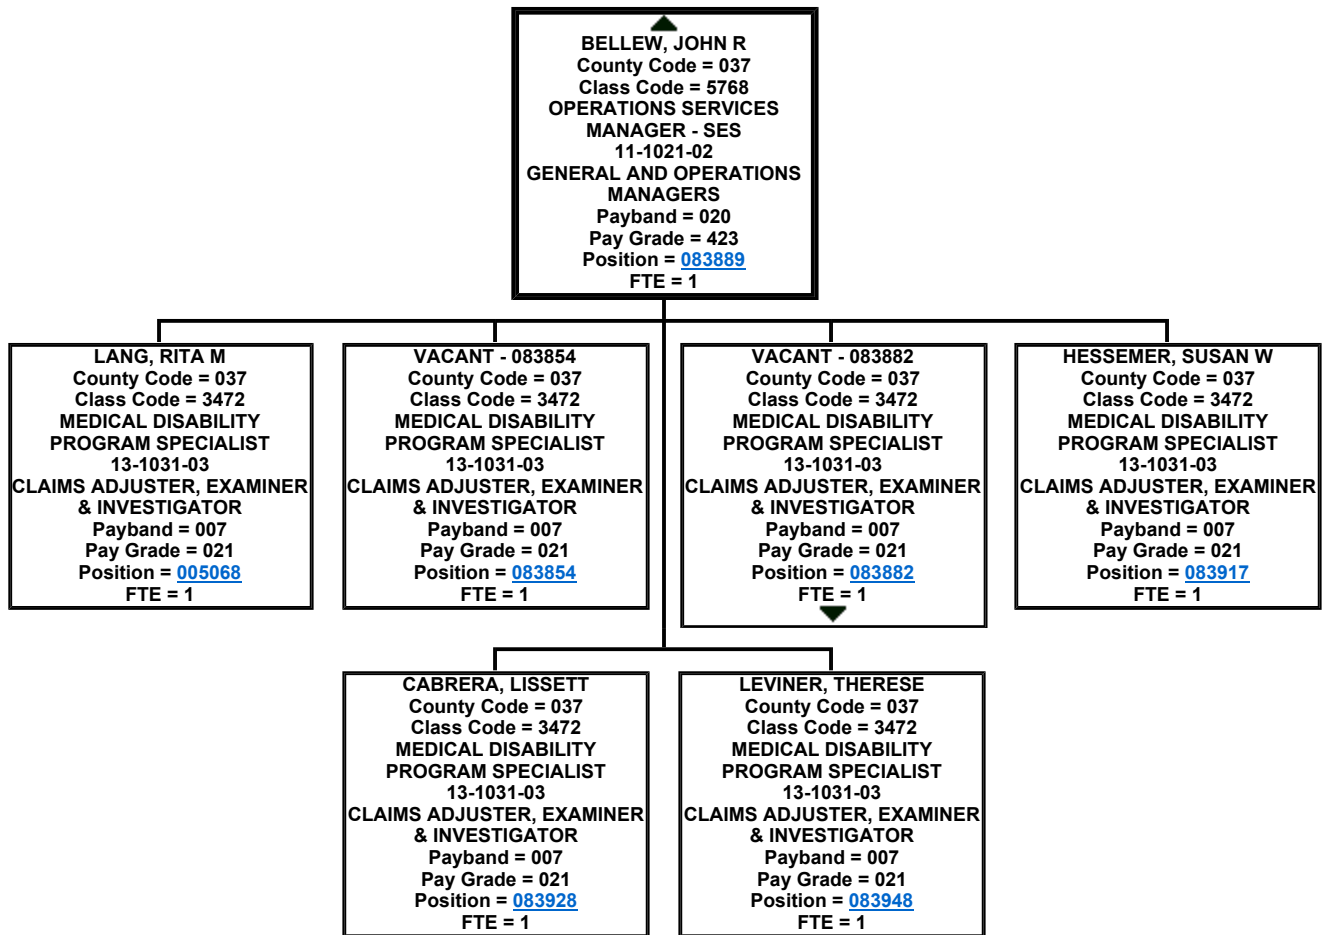 BELLEW, JOHN R
County Code = 037
Class Code = 5768
OPERATIONS SERVICES
MANAGER - SES
11-1021-02
GENERAL AND OPERATIONS
MANAGERS
Payband = 020
Pay Grade = 423
Position = 083889
FTE = 1
LANG, RITA M
County Code = 037
Class Code = 3472
MEDICAL DISABILITY
PROGRAM SPECIALIST
13-1031-03
CLAIMS ADJUSTER, EXAMINER
& INVESTIGATOR
Payband = 007
Pay Grade = 021
Position = 005068
FTE = 1
VACANT - 083854
County Code = 037
Class Code = 3472
MEDICAL DISABILITY
PROGRAM SPECIALIST
13-1031-03
CLAIMS ADJUSTER, EXAMINER
& INVESTIGATOR
Payband = 007
Pay Grade = 021
Position = 083854
FTE = 1
VACANT - 083882
County Code = 037
Class Code = 3472
MEDICAL DISABILITY
PROGRAM SPECIALIST
13-1031-03
CLAIMS ADJUSTER, EXAMINER
& INVESTIGATOR
Payband = 007
Pay Grade = 021
Position = 083882
FTE = 1
HESSEMER, SUSAN W
County Code = 037
Class Code = 3472
MEDICAL DISABILITY
PROGRAM SPECIALIST
13-1031-03
CLAIMS ADJUSTER, EXAMINER
& INVESTIGATOR
Payband = 007
Pay Grade = 021
Position = 083917
FTE = 1
CABRERA, LISSETT
County Code = 037
Class Code = 3472
MEDICAL DISABILITY
PROGRAM SPECIALIST
13-1031-03
CLAIMS ADJUSTER, EXAMINER
& INVESTIGATOR
Payband = 007
Pay Grade = 021
Position = 083928
FTE = 1
LEVINER, THERESE
County Code = 037
Class Code = 3472
MEDICAL DISABILITY
PROGRAM SPECIALIST
13-1031-03
CLAIMS ADJUSTER, EXAMINER
& INVESTIGATOR
Payband = 007
Pay Grade = 021
Position = 083948
FTE = 1